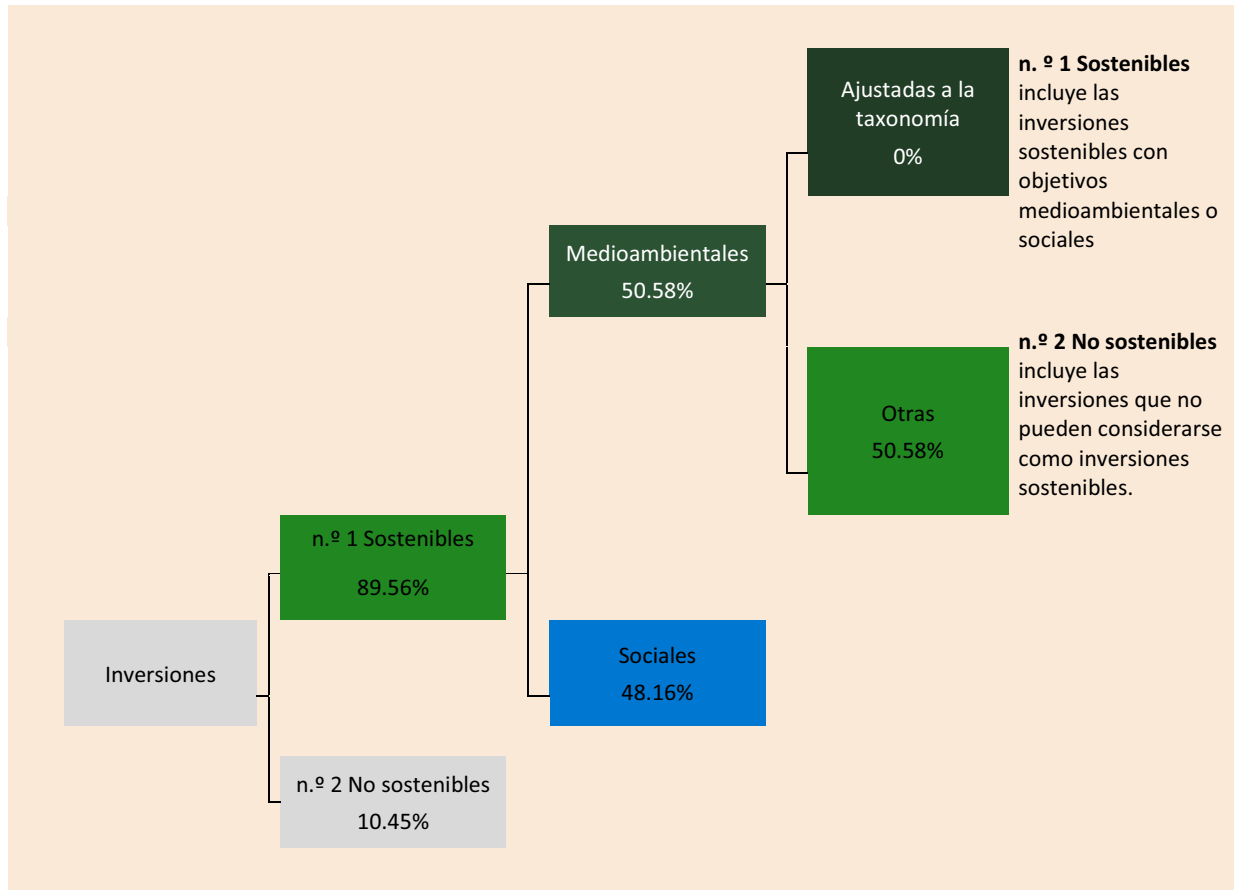 Ajustadas a la
taxonomía
0%
n. º 1 Sostenibles
incluye las
inversiones
sostenibles con
objetivos
medioambientales o
sociales
Medioambientales
50.58%
n.º 2 No sostenibles
incluye las
inversiones que no
pueden considerarse
como inversiones
sostenibles.
Otras
50.58%
n.º 1 Sostenibles
89.56%
Sociales
48.16%
Inversiones
n.º 2 No sostenibles
10.45%